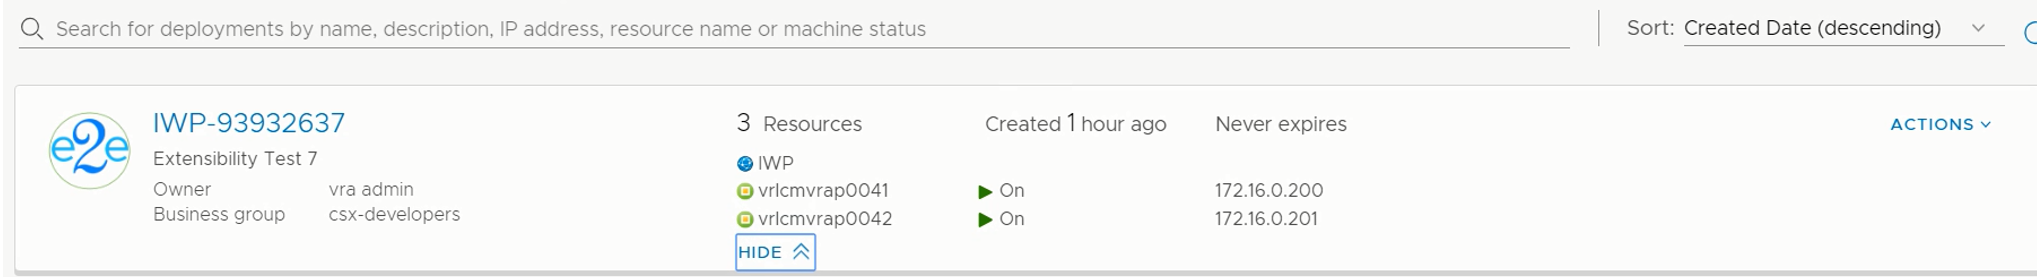 Search for deployments by name, description, IP address, resource name or machine status
Sort: Created Date (descending)
e2e
IWP-93932637
3 Resources
Created 1 hour ago
Never expires
ACTIONS
Extensibility Test 7
IWP
Owner vra admin
vrlcmvrap0041 On 172.16.0.200
Business group csx-developers
vrlcmvrap0042 On 172.16.0.201
HIDE